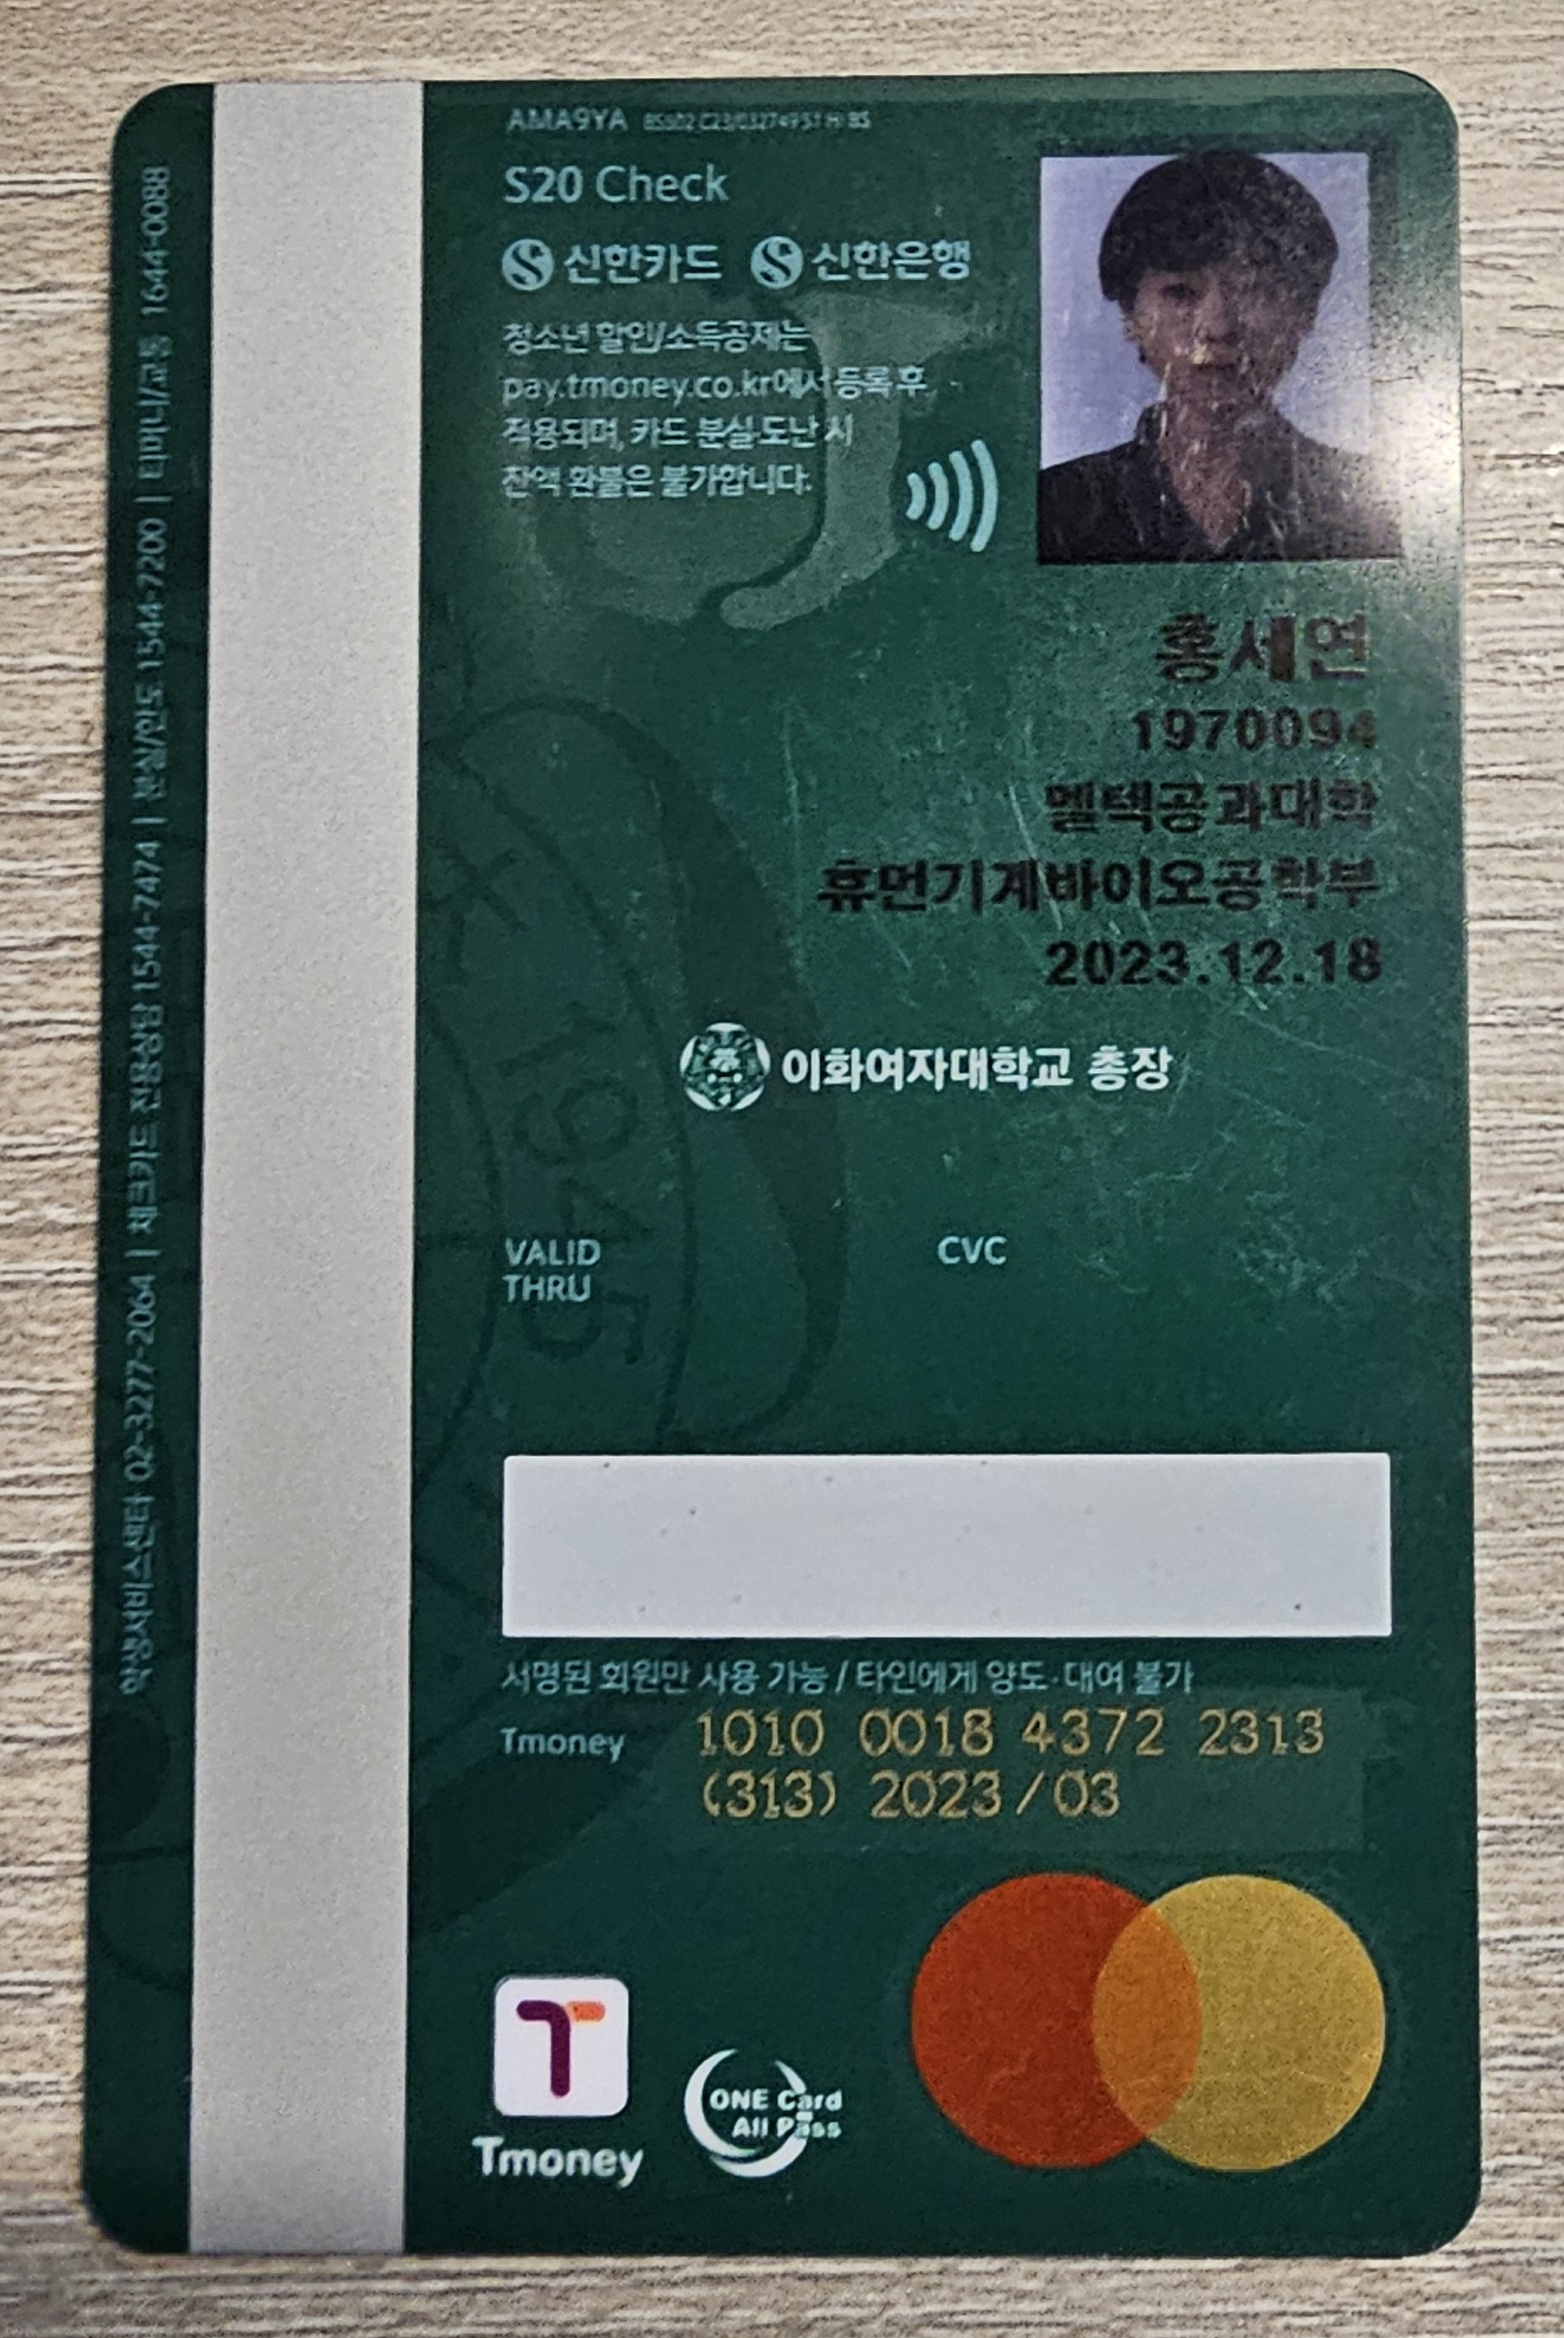 AMA9YA
S20 Check
신한카드 신한은행
청소년 할인/소득공제는
pay.tmoney.co.kr에서 등록 후
적용되며, 카드 분실·도난 시
잔액 환불은 불가합니다.
홍세연
1970094
엘텍공과대학
휴먼기계바이오공학부
2023.12.18
이화여자대학교 총장
1945
VALID
THRU
CVC
서명된 회원만 사용 가능 / 타인에게 양도·대여 불가
Tmoney 1010 0018 4372 2313
(313) 2023/03
Tmoney
ONE Card
All Pass
학생서비스센터 02-3277-2064 | 체크카드 전용상담 1544-7474 | 분실/한도 1544-7200 | 티머니/교통 1644-0088